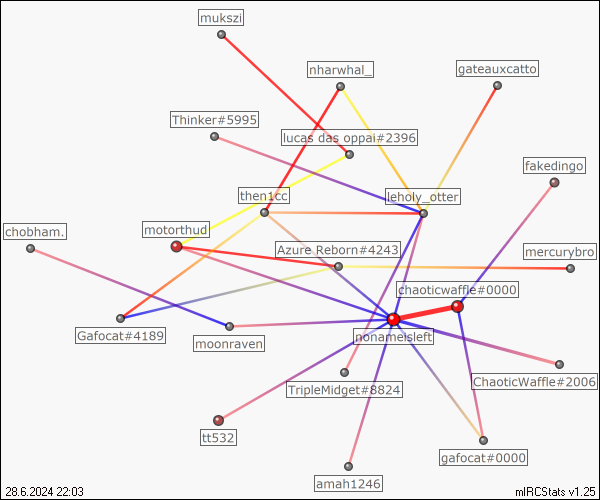 mukszi
nharwhal_
gateauxcatto
Thinker#5995
lucas das oppai#2396
fakedingo
then1cc
leholy_otter
chobham.
motorthud
Azure Reborn#4243
mercurybro
chaoticwaffle#0000
Gafocat#4189
moonraven
nonameisleft
TripleMidget#8824
ChaoticWaffle#2006
tt532
gafocat#0000
amah1246
28.6.2024 22:03
mIRCStats v1.25